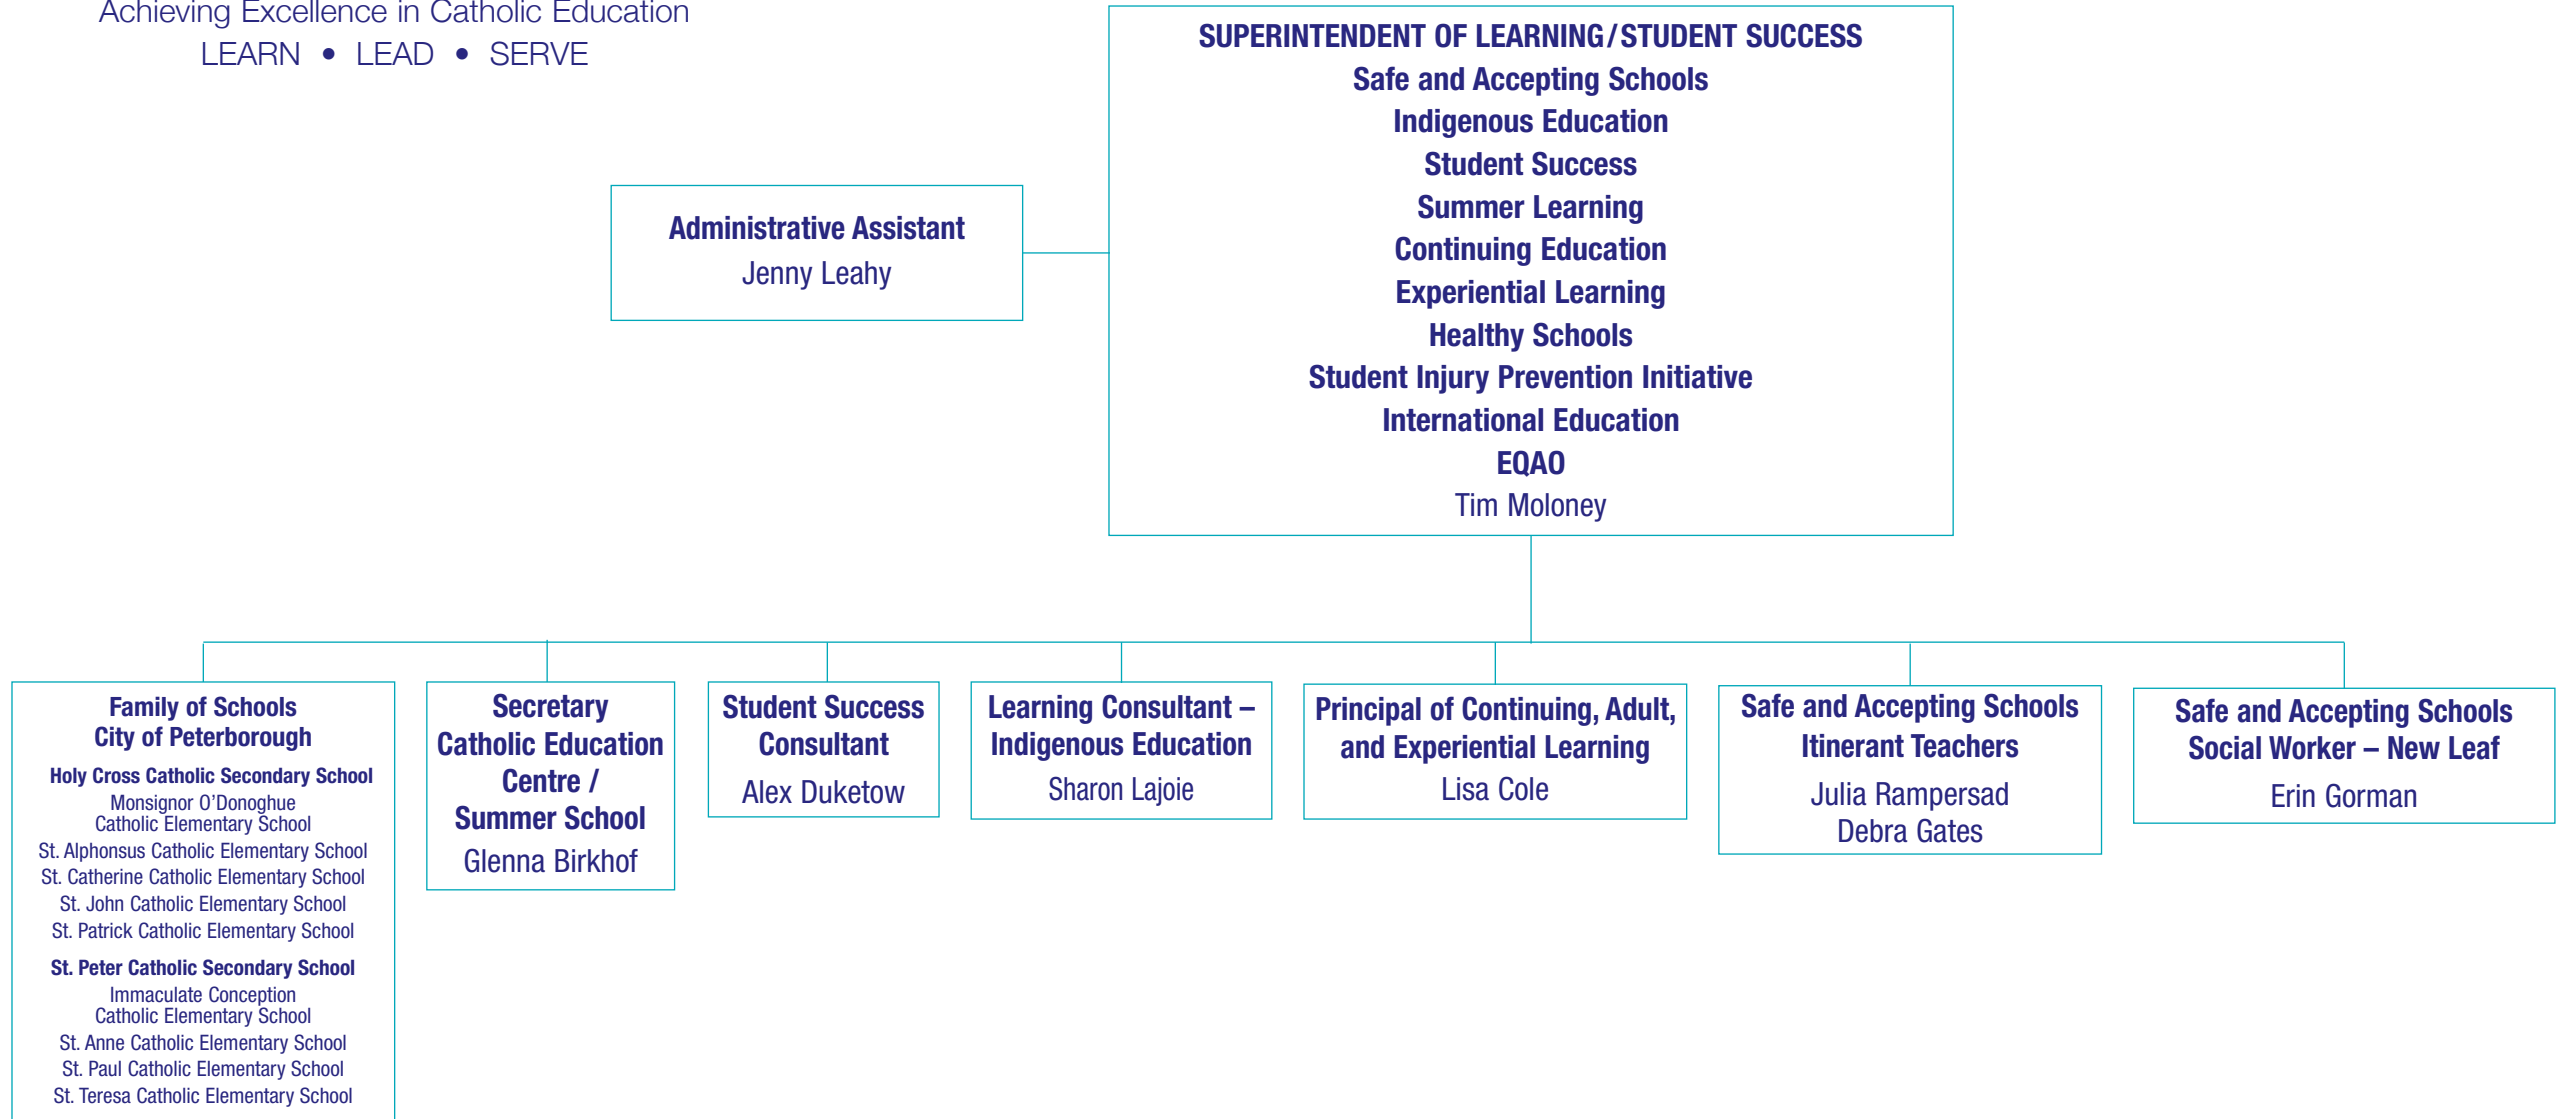 Achieving Excellence in Catholic Education
LEARN • LEAD • SERVE
SUPERINTENDENT OF LEARNING/STUDENT SUCCESS
Safe and Accepting Schools
Indigenous Education
Student Success
Summer Learning
Continuing Education
Experiential Learning
Healthy Schools
Student Injury Prevention Initiative
International Education
EQAO
Tim Moloney
Administrative Assistant
Jenny Leahy
Family of Schools
City of Peterborough
Holy Cross Catholic Secondary School
Monsignor O'Donoghue
Catholic Elementary School
St. Alphonsus Catholic Elementary School
St. Catherine Catholic Elementary School
St. John Catholic Elementary School
St. Patrick Catholic Elementary School
St. Peter Catholic Secondary School
Immaculate Conception
Catholic Elementary School
St. Anne Catholic Elementary School
St. Paul Catholic Elementary School
St. Teresa Catholic Elementary School
Secretary
Catholic Education
Centre /
Summer School
Glenna Birkhof
Student Success
Consultant
Alex Duketow
Learning Consultant –
Indigenous Education
Sharon Lajoie
Principal of Continuing, Adult,
and Experiential Learning
Lisa Cole
Safe and Accepting Schools
Itinerant Teachers
Julia Rampersad
Debra Gates
Safe and Accepting Schools
Social Worker – New Leaf
Erin Gorman